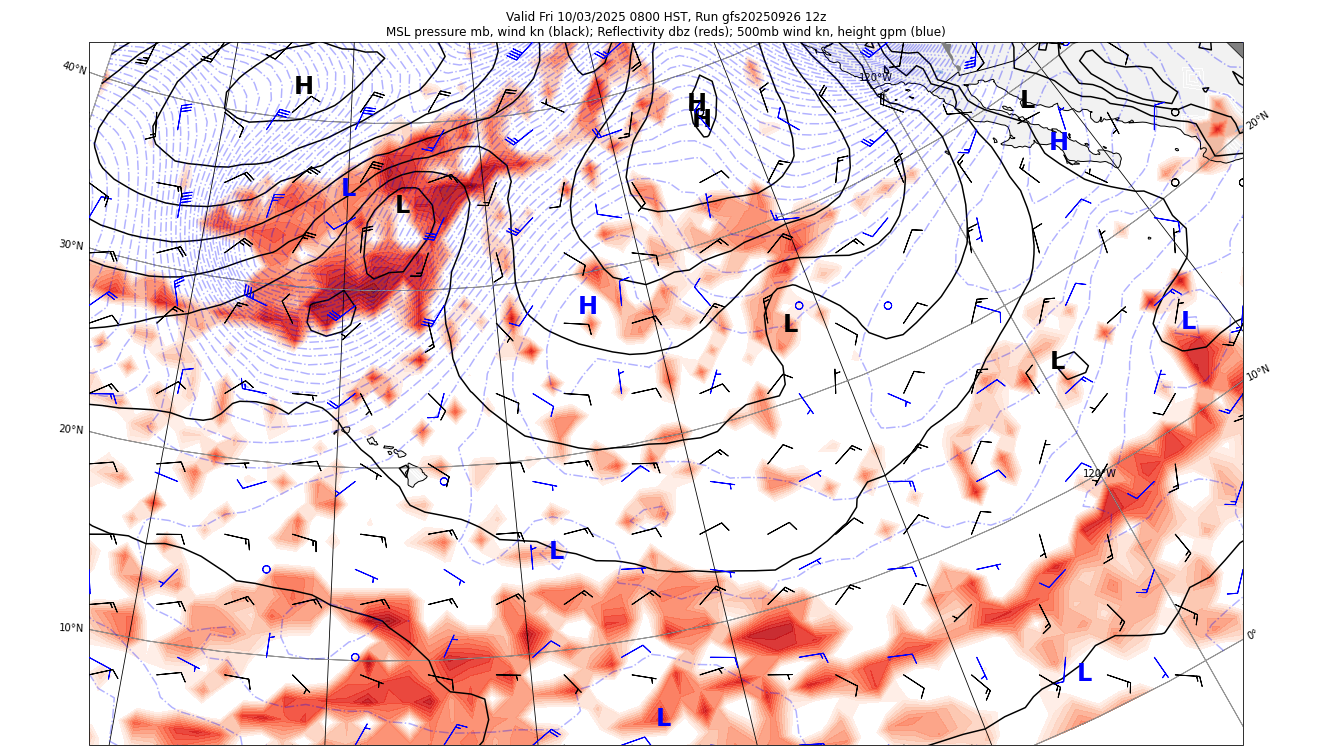 Valid Fri 10/03/2025 0800 HST, Run gfs20250926 12z
MSL pressure mb, wind kn (black); Reflectivity dbz (reds); 500mb wind kn, height gpm (blue)
40°N
120°W
H
H
H
L
20°N
H
L
L
30°N
H
L
L
L
10°N
20°N
120°W
L
10°N
0°
L
L